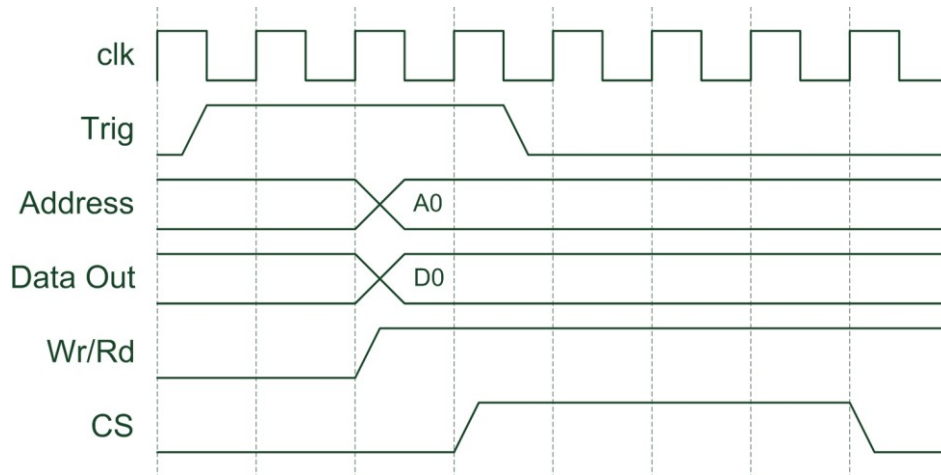 clk
Trig
Address
A0
Data Out
D0
Wr/Rd
CS